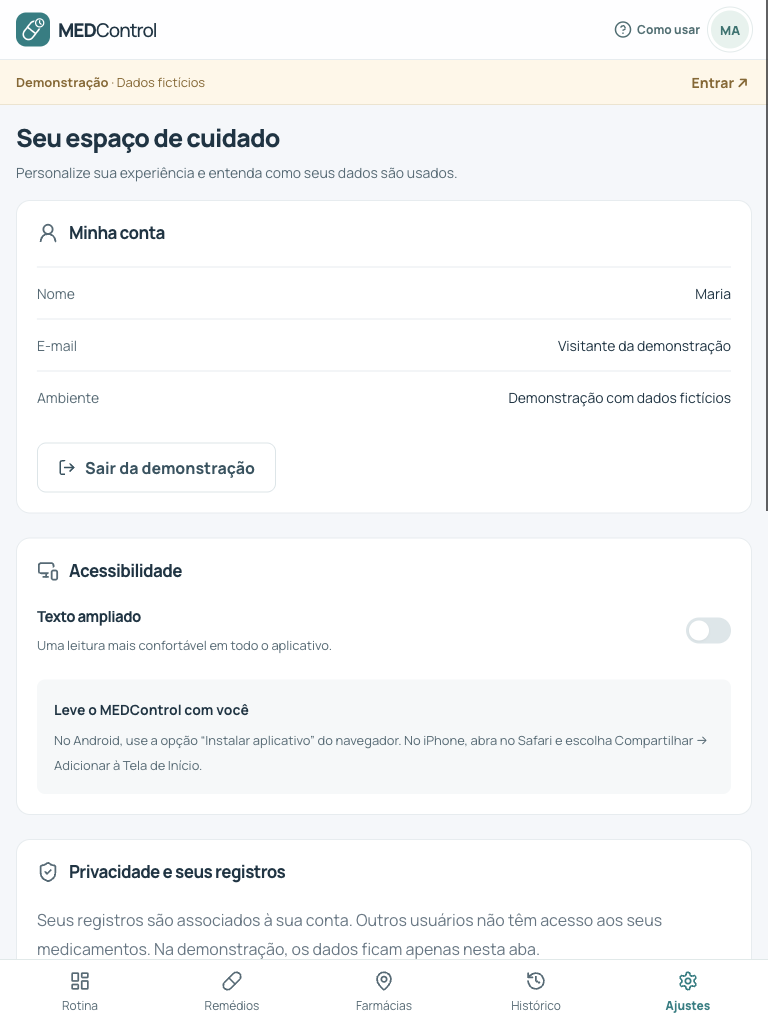 MEDControl
Como usar
MA
Demonstração · Dados fictícios
Entrar ↗
Seu espaço de cuidado
Personalize sua experiência e entenda como seus dados são usados.
Minha conta
Nome
Maria
E-mail
Visitante da demonstração
Ambiente
Demonstração com dados fictícios
Sair da demonstração
Acessibilidade
Texto ampliado
Uma leitura mais confortável em todo o aplicativo.
Leve o MEDControl com você
No Android, use a opção “Instalar aplicativo” do navegador. No iPhone, abra no Safari e escolha Compartilhar →
Adicionar à Tela de Início.
Privacidade e seus registros
Seus registros são associados à sua conta. Outros usuários não têm acesso aos seus
medicamentos. Na demonstração, os dados ficam apenas nesta aba.
Rotina
Remédios
Farmácias
Histórico
Ajustes